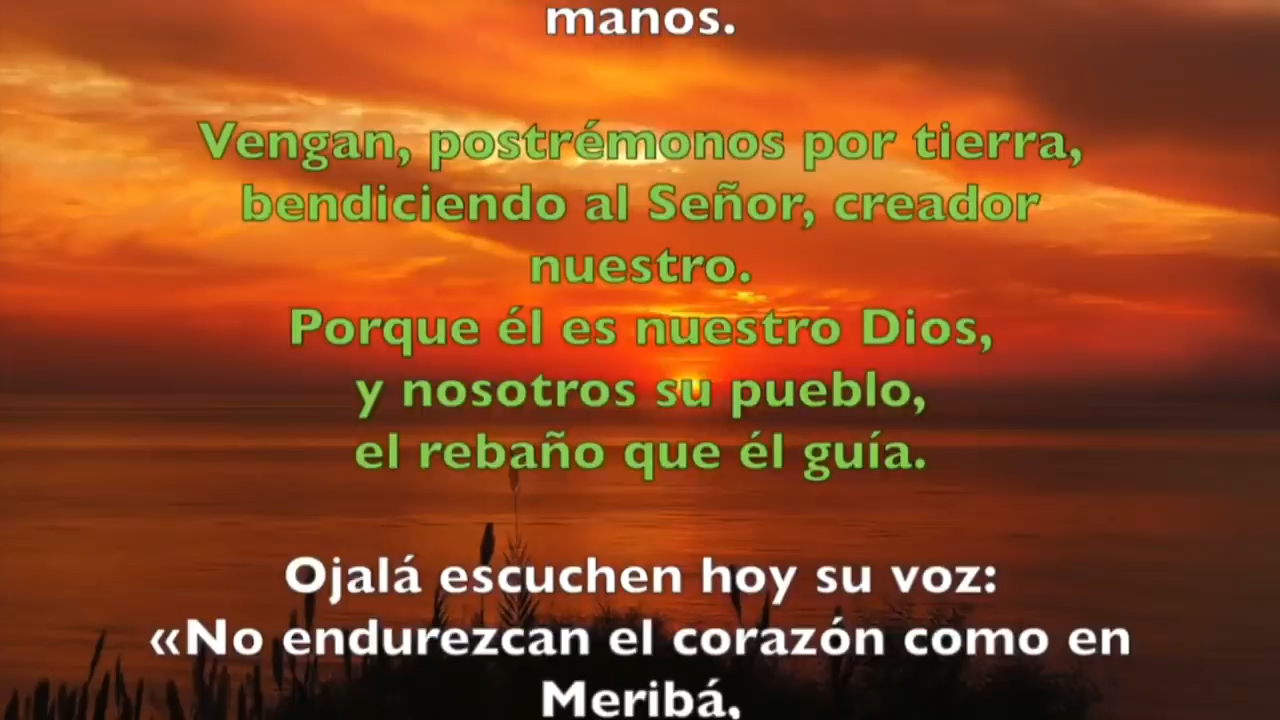 manos.
Vengan, postrémonos por tierra,
bendiciendo al Señor, creador
nuestro.
Porque él es nuestro Dios,
y nosotros su pueblo,
el rebaño que él guía.
Ojalá escuchen hoy su voz:
«No endurezcan el corazón como en
Meribá,